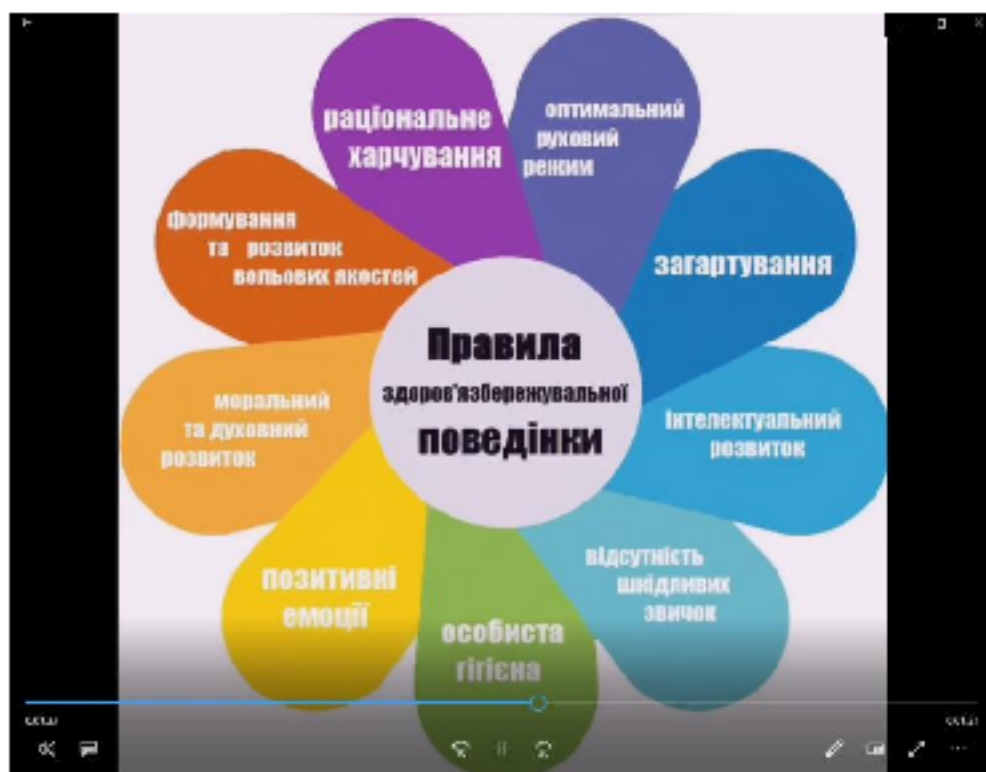 Правила
здоров'язбережувальної
поведінки
раціональне
харчування
оптимальний
руховий
режим
загартування
інтелектуальний
розвиток
відсутність
шкідливих
звичок
особиста
гігієна
позитивні
емоції
моральний
та духовний
розвиток
формування
та розвиток
вольових якостей